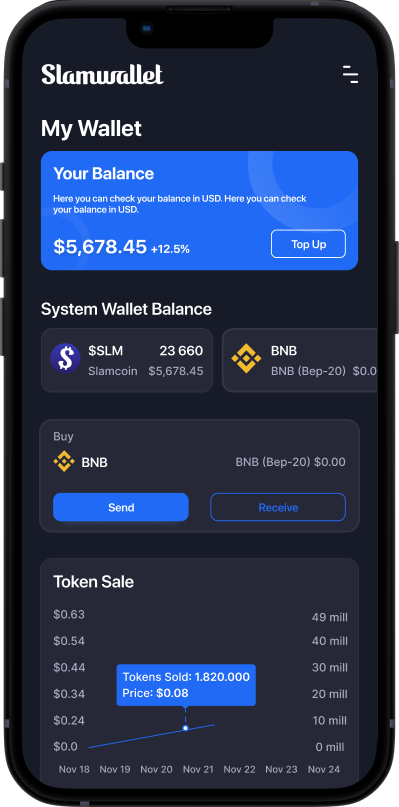 Slamwallet
My Wallet
Your Balance
Here you can check your balance in USD. Here you can check
your balance in USD.
$5,678.45 +12.5%
Top Up
System Wallet Balance
$SLM 23 660
Slamcoin $5,678.45
BNB
BNB (Bep-20) $0.0
Buy
BNB BNB (Bep-20) $0.00
Send Receive
Token Sale
$0.63 49 mill
$0.54 40 mill
$0.44 30 mill
Tokens Sold: 1.820.000
$0.34 20 mill
Price: $0.08
$0.24 10 mill
$0.0 0 mill
Nov 18 Nov 19 Nov 20 Nov 21 Nov 22 Nov 23 Nov 24